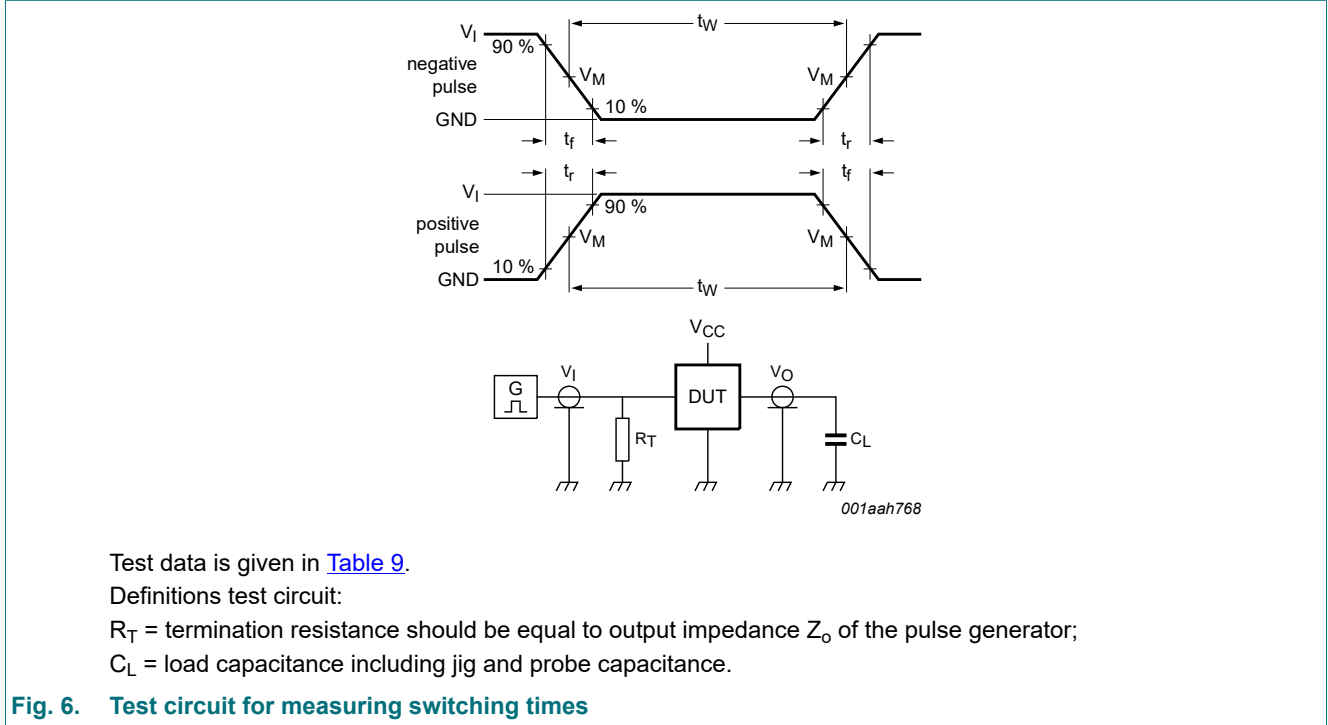 tW
VI
90 %
negative
pulse
VM
VM
10 %
GND
tf
tr
tr
tf
VI
90 %
positive
pulse
VM
VM
10 %
GND
tW
VCC
G
VI
DUT
VO
RT
CL
001aah768
Test data is given in Table 9.
Definitions test circuit:
RT = termination resistance should be equal to output impedance Zo of the pulse generator;
CL = load capacitance including jig and probe capacitance.
Fig. 6. Test circuit for measuring switching times